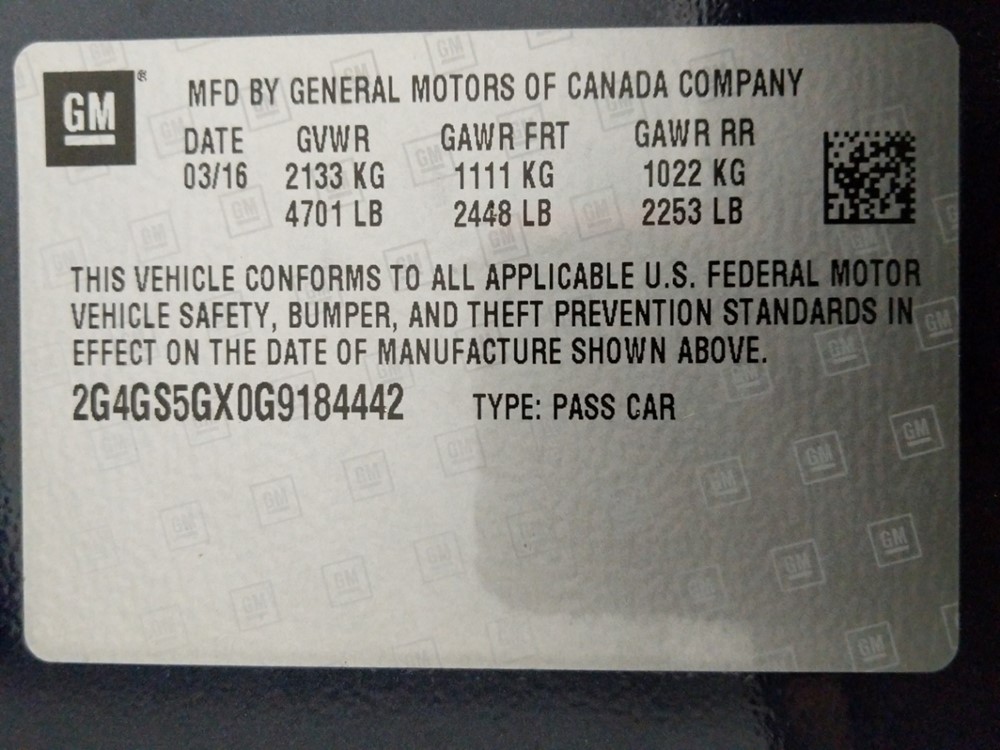 GM®
MFD BY GENERAL MOTORS OF CANADA COMPANY
DATE GVWR GAWR FRT GAWR RR
03/16 2133 KG 1111 KG 1022 KG
4701 LB 2448 LB 2253 LB
THIS VEHICLE CONFORMS TO ALL APPLICABLE U.S. FEDERAL MOTOR
VEHICLE SAFETY, BUMPER, AND THEFT PREVENTION STANDARDS IN
EFFECT ON THE DATE OF MANUFACTURE SHOWN ABOVE.
2G4GS5GX0G9184442 TYPE: PASS CAR